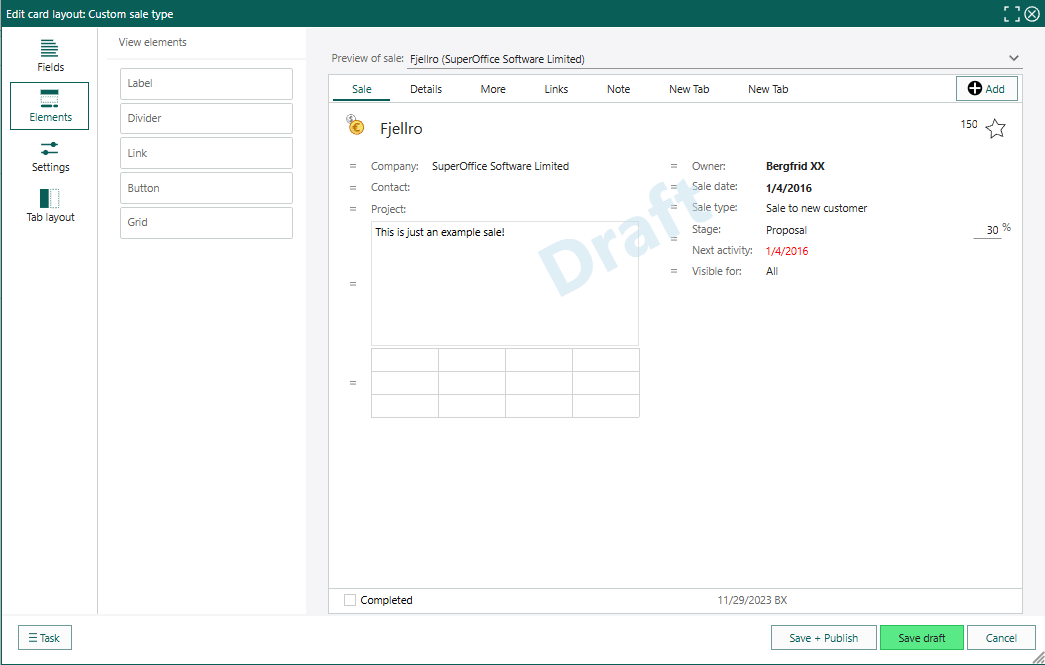 Edit card layout: Custom sale type
Fields
Elements
Settings
Tab layout
View elements
Label
Divider
Link
Button
Grid
Preview of sale: Fjellro (SuperOffice Software Limited)
Sale Details More Links Note New Tab New Tab Add
Fjellro 150
Company: SuperOffice Software Limited
Contact:
Project:
This is just an example sale!
Owner: Bergfrid XX
Sale date: 1/4/2016
Sale type: Sale to new customer
Stage: Proposal 30 %
Next activity: 1/4/2016
Visible for: All
Draft
Completed 11/29/2023 BX
Task Save + Publish Save draft Cancel